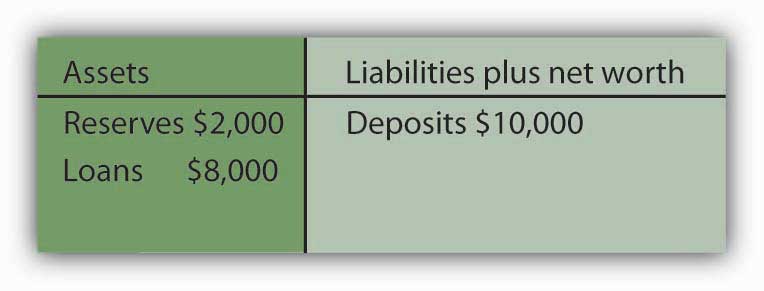 Assets Liabilities plus net worth
Reserves $2,000 Deposits $10,000
Loans $8,000